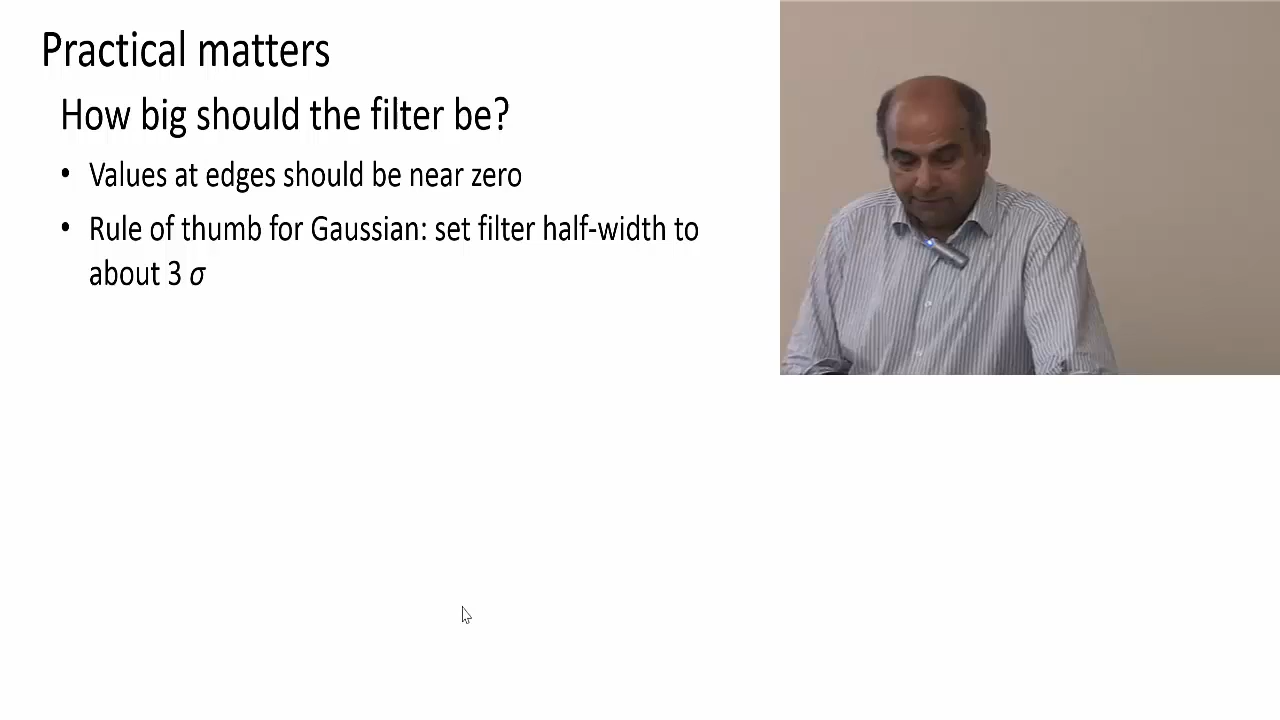 Practical matters
How big should the filter be?
• Values at edges should be near zero
• Rule of thumb for Gaussian: set filter half-width to
about 3 σ